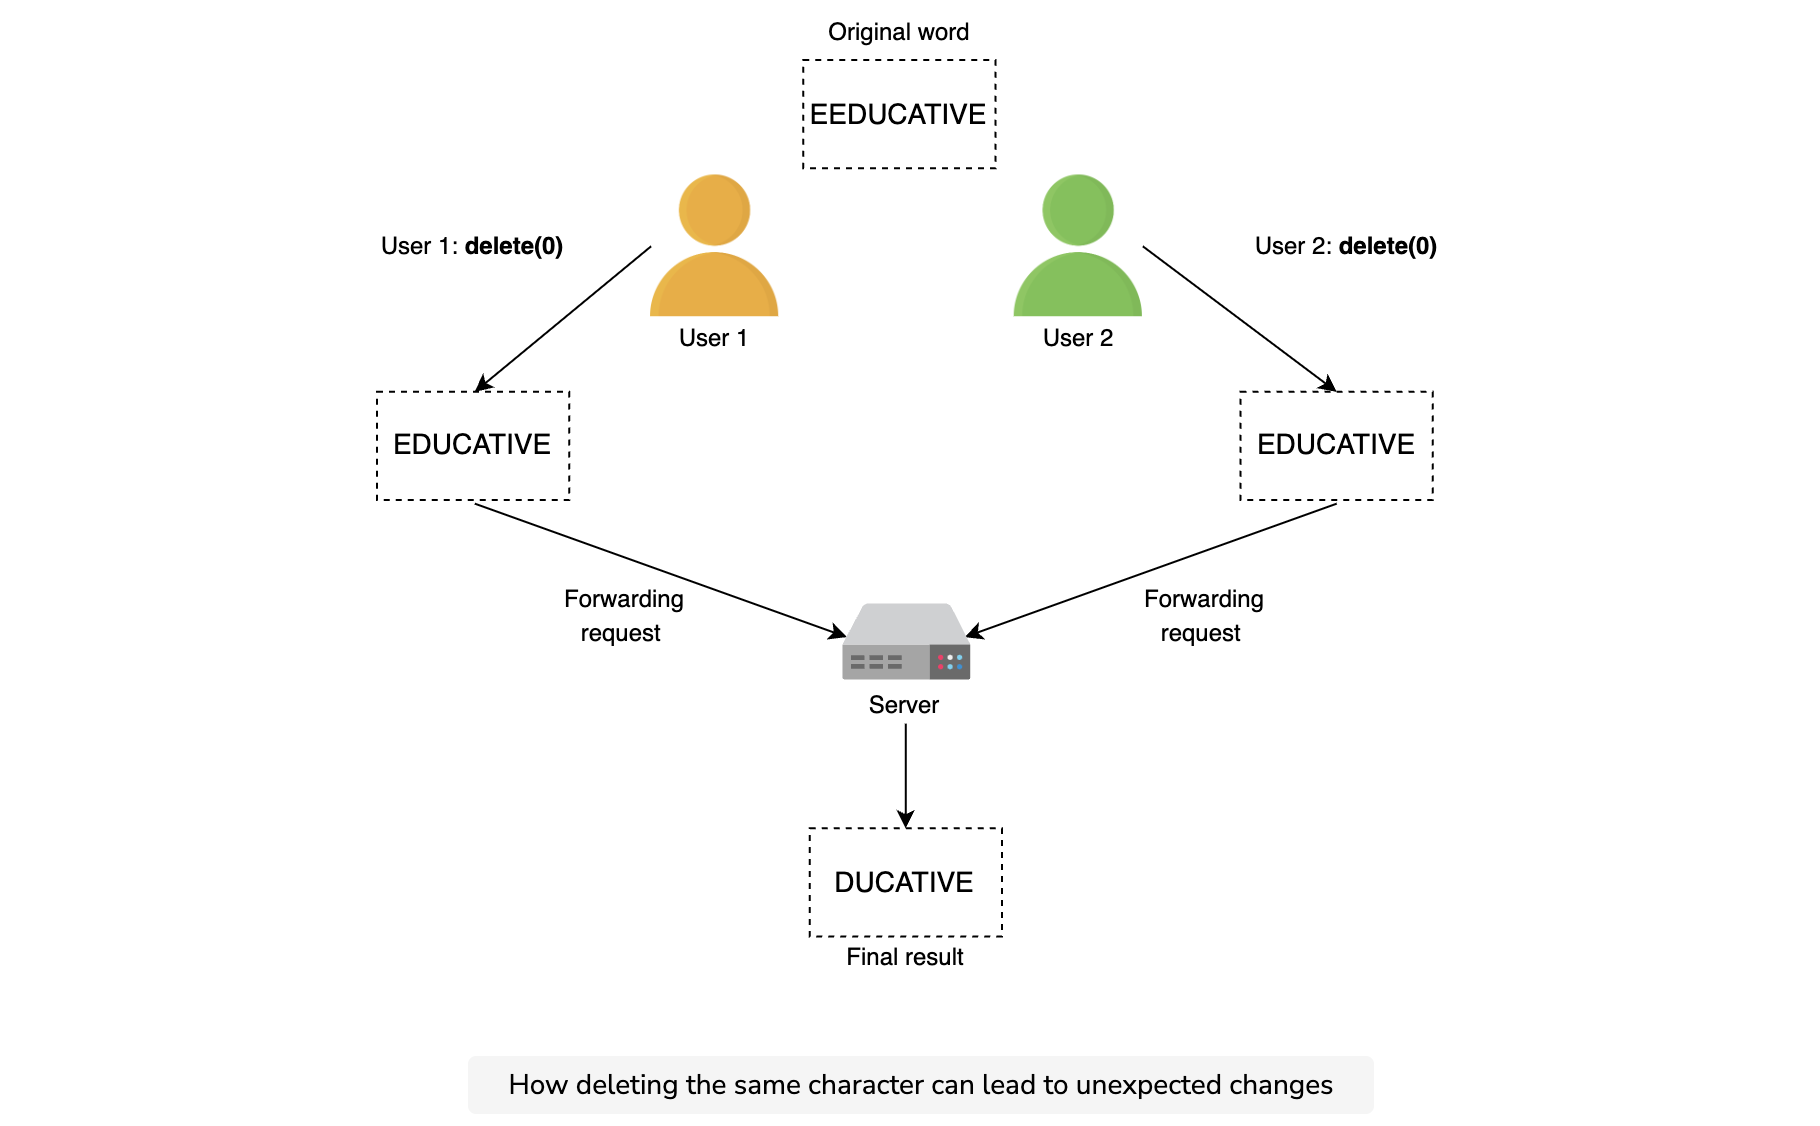 Original word
EEDUCATIVE
User 1: delete(0)
User 2: delete(0)
User 1
User 2
EDUCATIVE
EDUCATIVE
Forwarding
request
Forwarding
request
Server
DUCATIVE
Final result
How deleting the same character can lead to unexpected changes